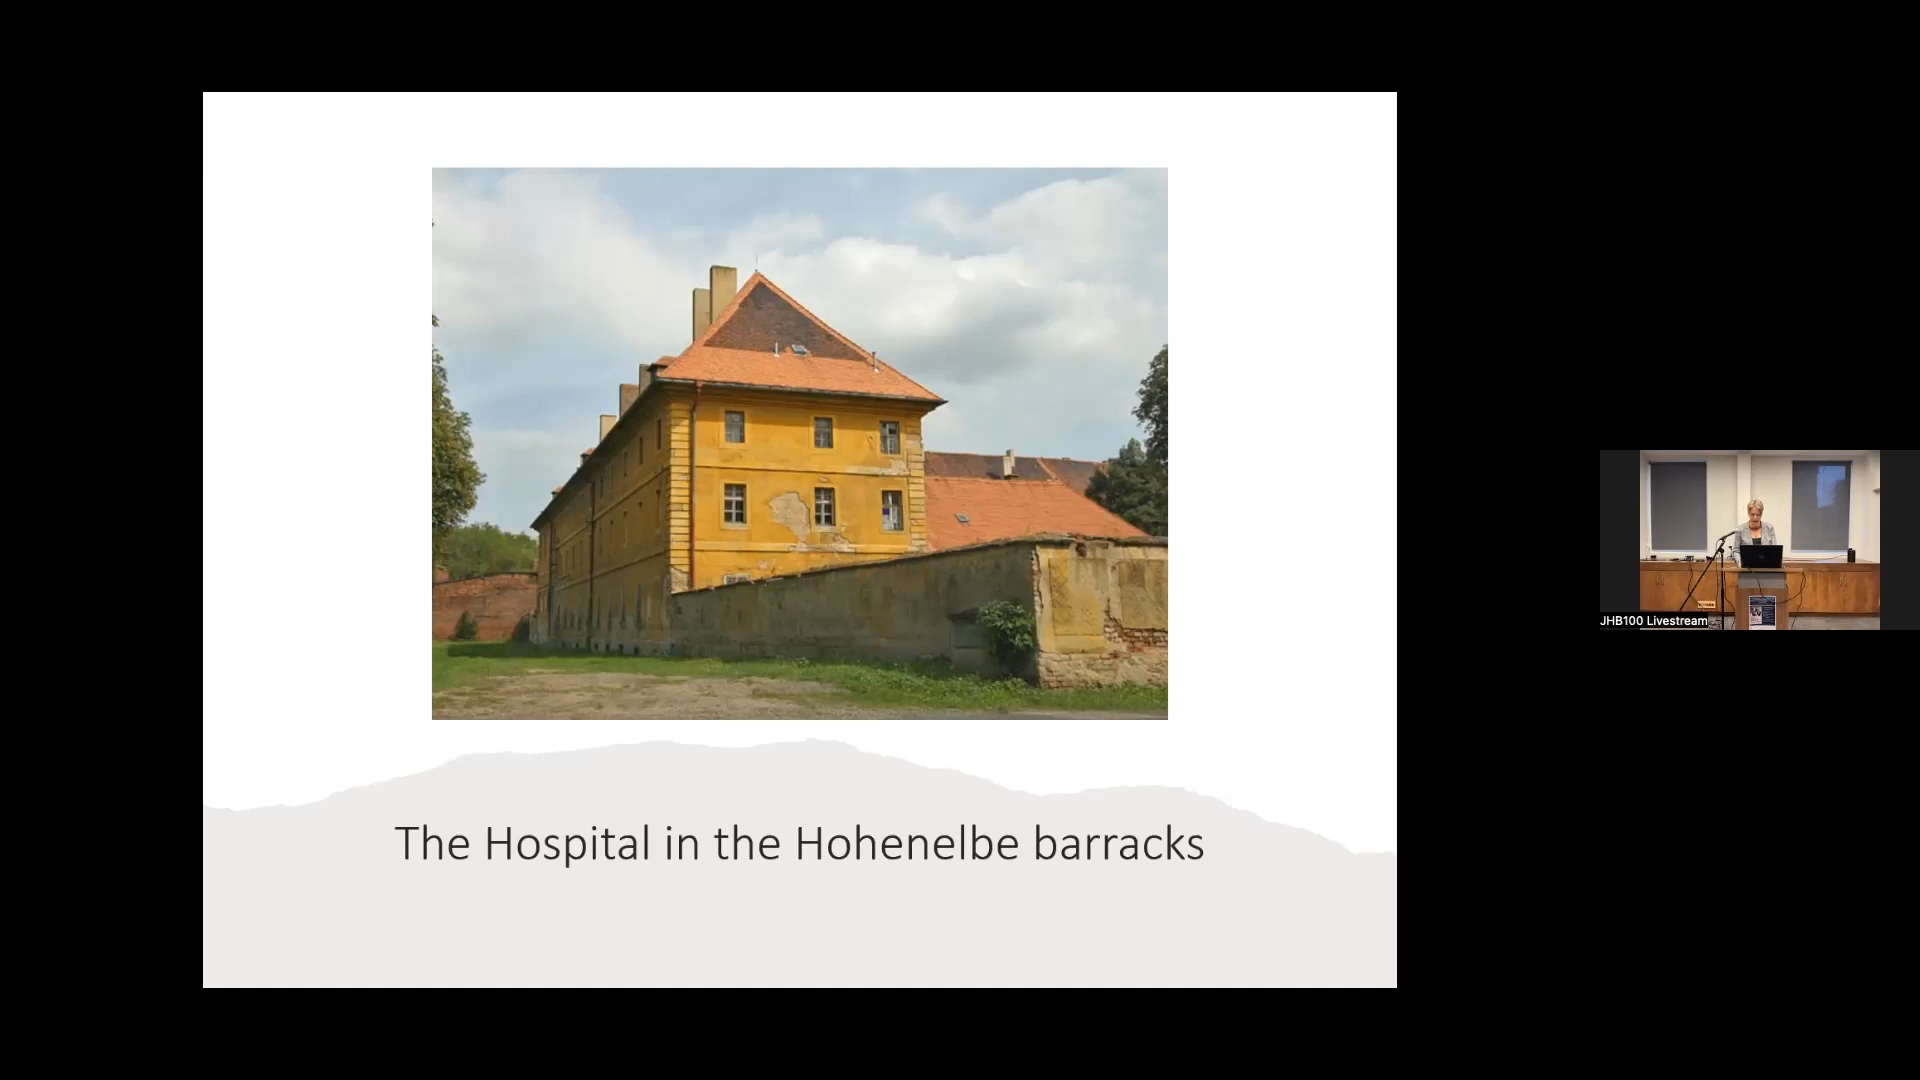 The Hospital in the Hohenelbe barracks
JHB100 Livestream